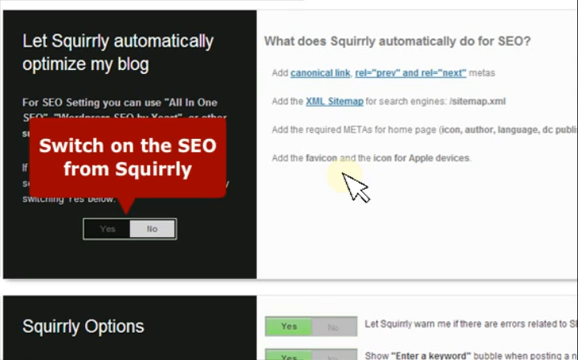 Let Squirrly automatically
optimize my blog
For SEO Setting you can use "All In One
SEO", "Wordpress SEO by Yoast", or other
Switch on the SEO
from Squirrly
If
switching Yes below.
Yes No
What does Squirrly automatically do for SEO?
Add canonical link, rel="prev" and rel="next" metas
Add the XML Sitemap for search engines: /sitemap.xml
Add the required METAs for home page (icon, author, language, dc
Add the favicon and the icon for Apple devices.
Squirrly Options
Yes No Let Squirrly warn me if there are errors related to
Yes Show "Enter a keyword" bubble when posting a